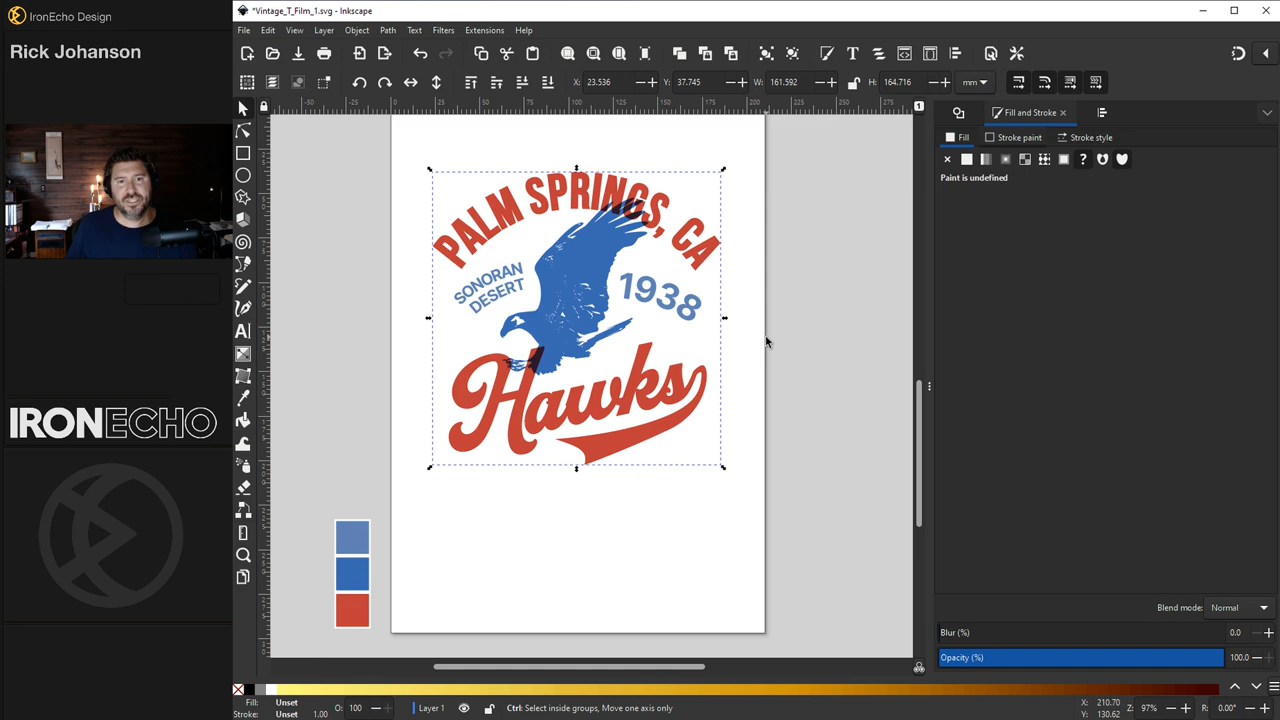 IronEcho Design
Rick Johanson
IRONECHO
*Vintage_T_Film_1.svg - Inkscape
File Edit View Layer Object Path Text Filters Extensions Help
X: 23.536 Y: 37.745 W: 161.592 H: 164.716 mm
Fill and Stroke
Fill Stroke paint Stroke style
Paint is undefined
PALM SPRINGS, CA
SONORAN
DESERT
1938
Hawks
Blend mode: Normal
Blur (%) 0.0
Opacity (%) 100.0
Fill: Unset
Stroke: Unset 1.00
O: 100
Layer 1
Ctrl: Select inside groups, Move one axis only
X: 210.70
Y: 130.62
Z: 97%
R: 0.00°